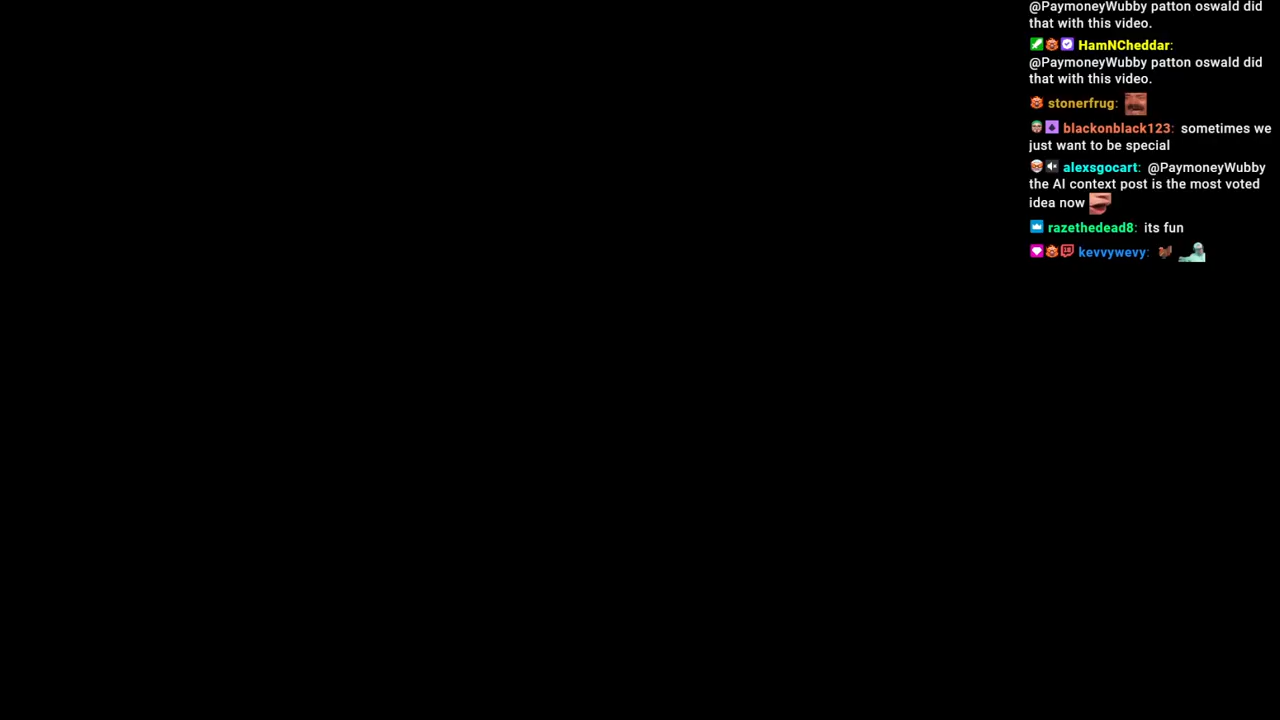 @PaymoneyWubby patton oswald did
that with this video.
HamNCheddar:
@PaymoneyWubby patton oswald did
that with this video.
stonerfrug:
blackonblack123: sometimes we
just want to be special
alexsgocart: @PaymoneyWubby
the AI context post is the most voted
idea now
razethedead8: its fun
kevvywevy: